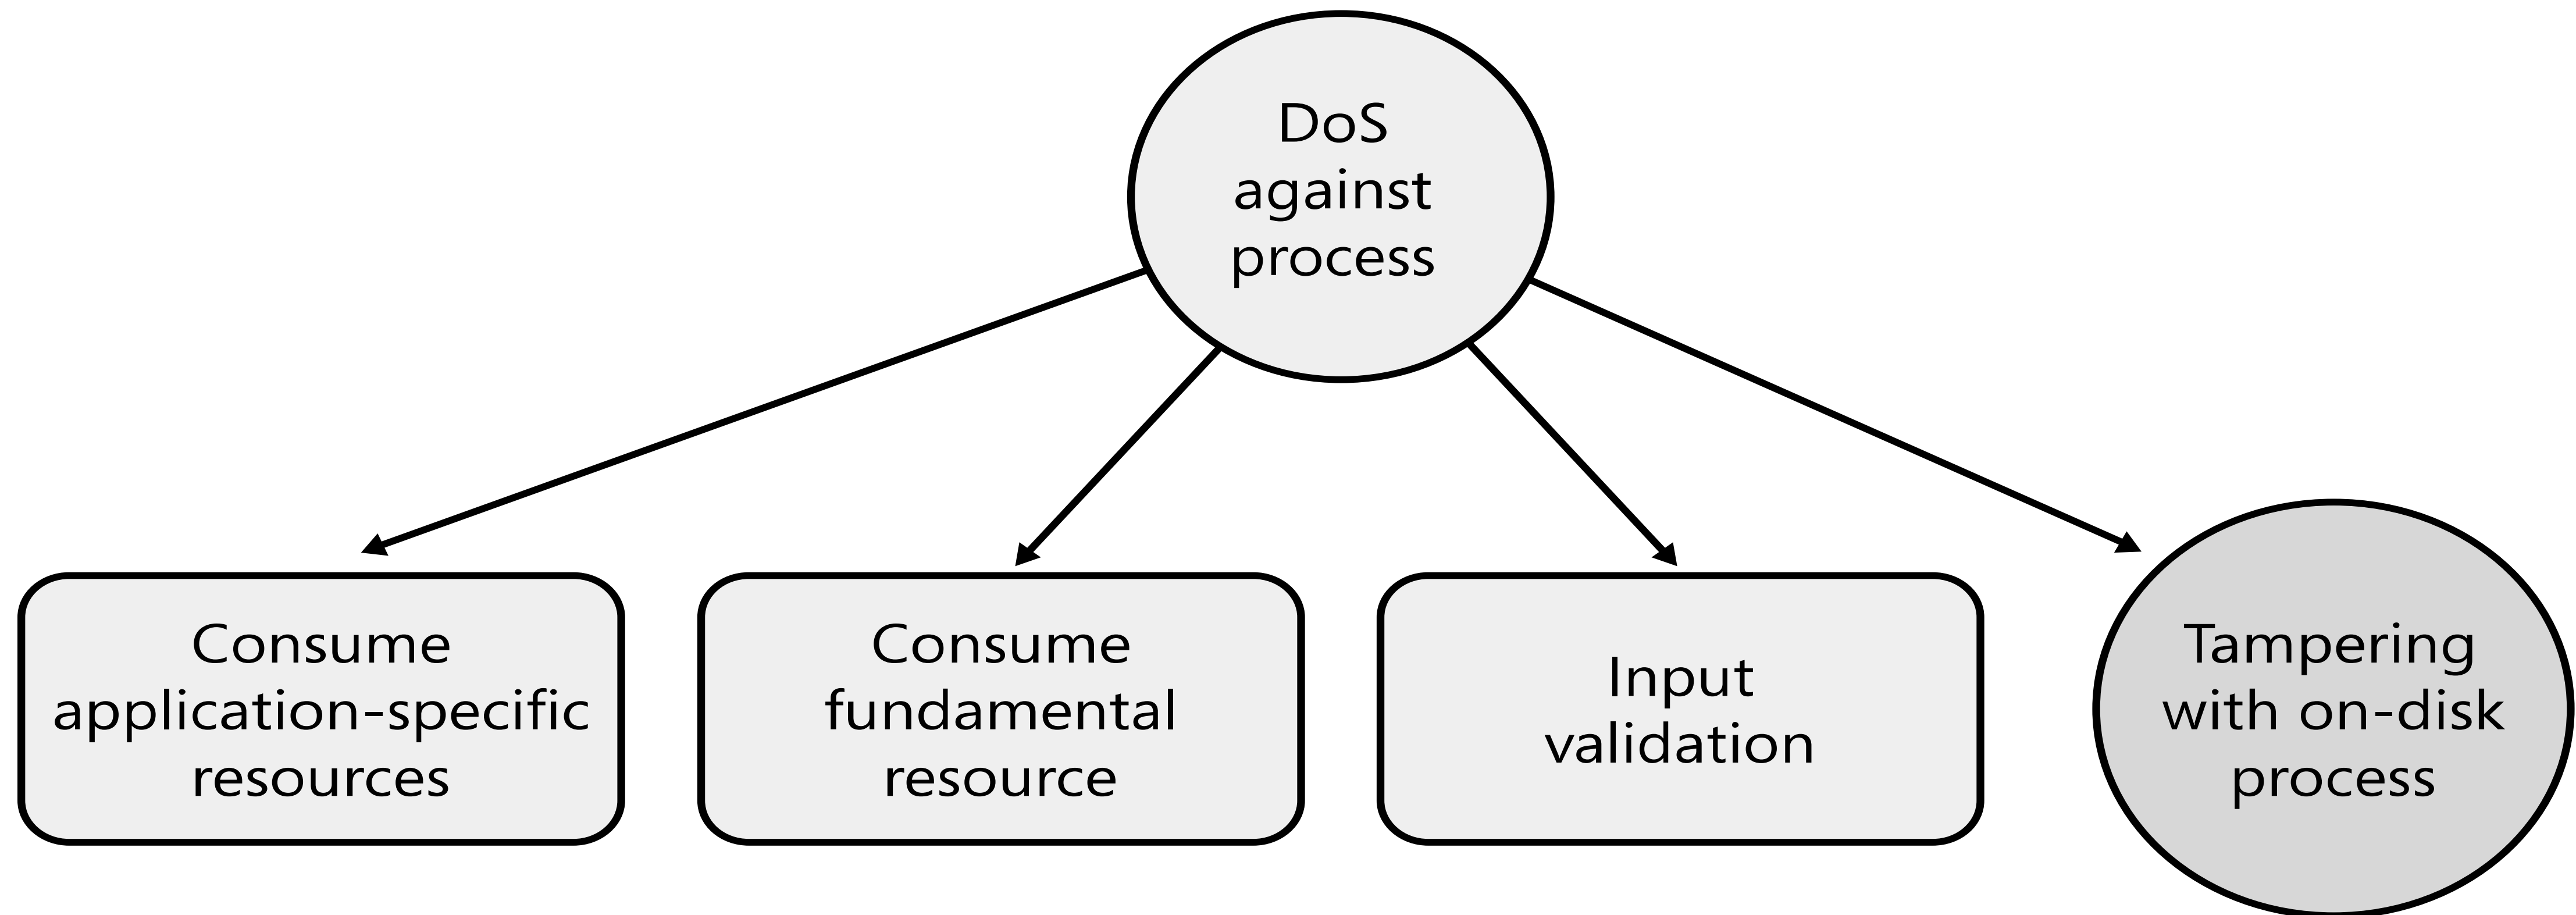 DoS
against
process
Consume
application-specific
resources
Consume
fundamental
resource
Input
validation
Tampering
with on-disk
process